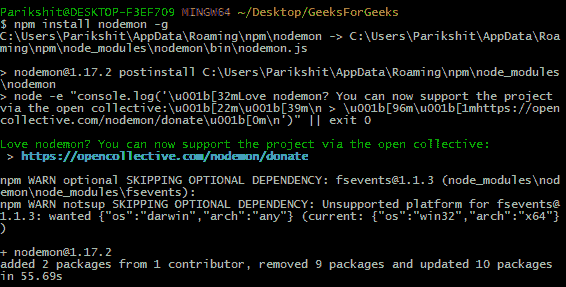 Parikshit@DESKTOP-F3EF7O9 MINGW64 ~/Desktop/GeeksForGeeks
$ npm install nodemon -g
C:\Users\Parikshit\AppData\Roaming\npm\nodemon -> C:\Users\Parikshit\AppData\Roa
ming\npm\node_modules\nodemon\bin\nodemon.js
> nodemon@1.17.2 postinstall C:\Users\Parikshit\AppData\Roaming\npm\node_modules
\nodemon
> node -e "console.log('\u001b[32mLove nodemon? You can now support the project
via the open collective:\u001b[22m\u001b[39m\n > \u001b[96m\u001b[1mhttps://open
collective.com/nodemon/donate\u001b[0m\n')" || exit 0
Love nodemon? You can now support the project via the open collective:
> https://opencollective.com/nodemon/donate
npm WARN optional SKIPPING OPTIONAL DEPENDENCY: fsevents@1.1.3 (node_modules\nod
emon\node_modules\fsevents):
npm WARN notsup SKIPPING OPTIONAL DEPENDENCY: Unsupported platform for fsevents@
1.1.3: wanted {"os":"darwin","arch":"any"} (current: {"os":"win32","arch":"x64"}
)
+ nodemon@1.17.2
added 2 packages from 1 contributor, removed 9 packages and updated 10 packages
in 55.69s